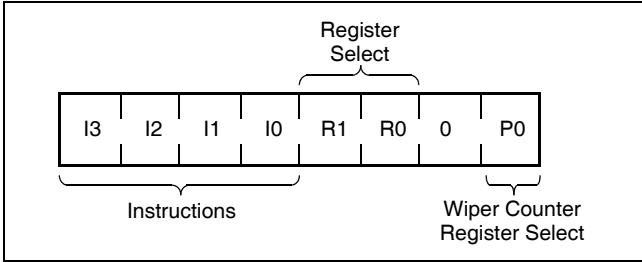 Register
Select
I3 I2 I1 I0 R1 R0 0 P0
Instructions
Wiper Counter
Register Select